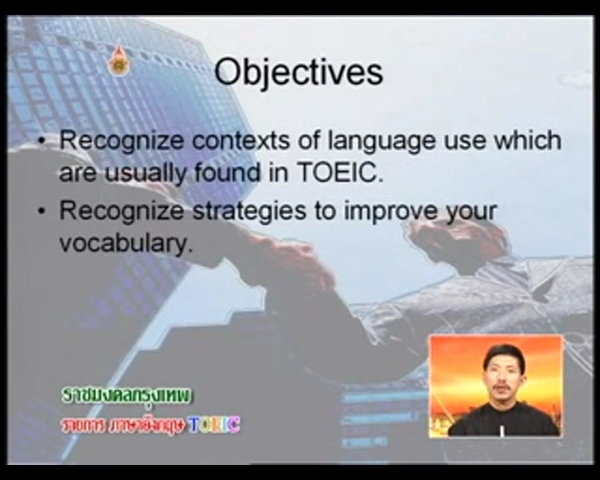 Objectives
• Recognize contexts of language use which
are usually found in TOEIC.
• Recognize strategies to improve your
vocabulary.
ราชมงคลกรุงเทพ
รายการ ภาษาอังกฤษ TOEIC